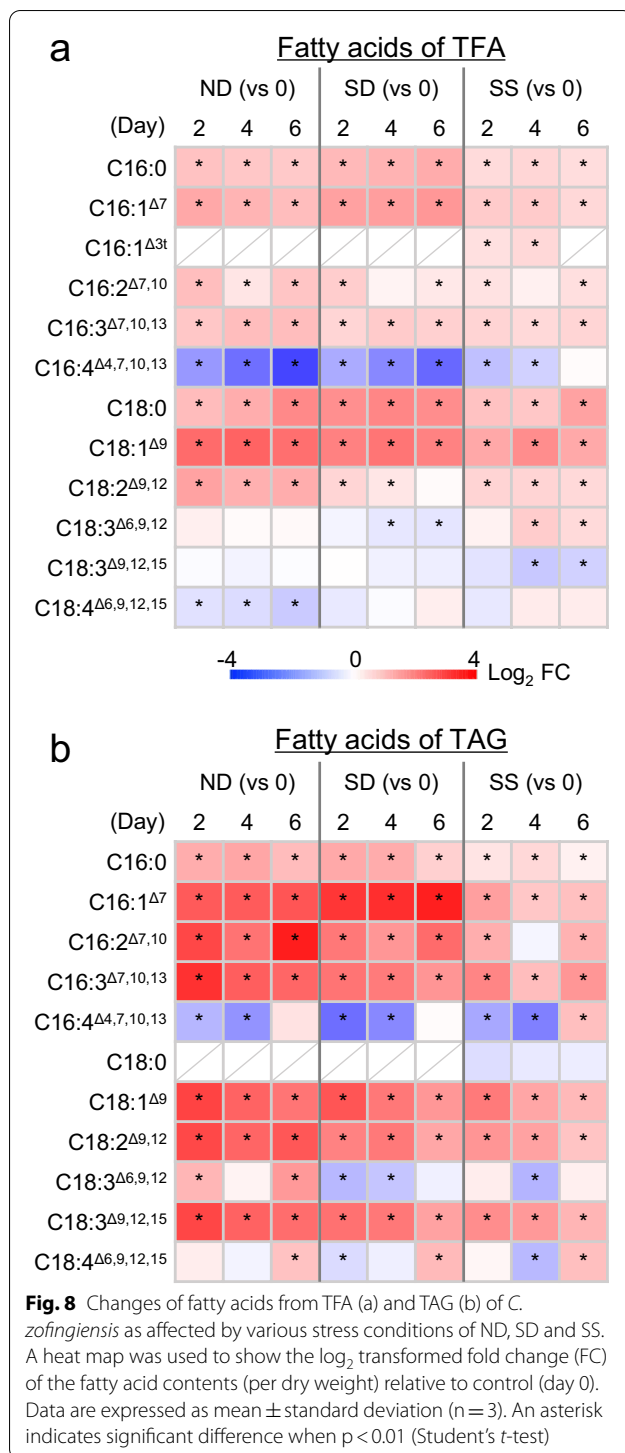 a
Fatty acids of TFA
ND (vs 0) SD (vs 0) SS (vs 0)
(Day) 2 4 6 2 4 6 2 4 6
C16:0 * * * * * * * * *
C16:1Δ7 * * * * * * * * *
C16:1Δ3t * *
C16:2Δ7,10 * * * * * * *
C16:3Δ7,10,13 * * * * * * * * *
C16:4Δ4,7,10,13 * * * * * * * *
C18:0 * * * * * * * * *
C18:1Δ9 * * * * * * * * *
C18:2Δ9,12 * * * * * * * *
C18:3Δ6,9,12 * * * *
C18:3Δ9,12,15 * *
C18:4Δ6,9,12,15 * * *
-4 0 4 Log2 FC
b
Fatty acids of TAG
ND (vs 0) SD (vs 0) SS (vs 0)
(Day) 2 4 6 2 4 6 2 4 6
C16:0 * * * * * * * * *
C16:1Δ7 * * * * * * * * *
C16:2Δ7,10 * * * * * * * *
C16:3Δ7,10,13 * * * * * * * * *
C16:4Δ4,7,10,13 * * * * * * *
C18:0
C18:1Δ9 * * * * * * * * *
C18:2Δ9,12 * * * * * * * * *
C18:3Δ6,9,12 * * * * *
C18:3Δ9,12,15 * * * * * * * * *
C18:4Δ6,9,12,15 * * * * *
Fig. 8 Changes of fatty acids from TFA (a) and TAG (b) of C.
zofingiensis as affected by various stress conditions of ND, SD and SS.
A heat map was used to show the log2 transformed fold change (FC)
of the fatty acid contents (per dry weight) relative to control (day 0).
Data are expressed as mean ± standard deviation (n = 3). An asterisk
indicates significant difference when p < 0.01 (Student's t-test)